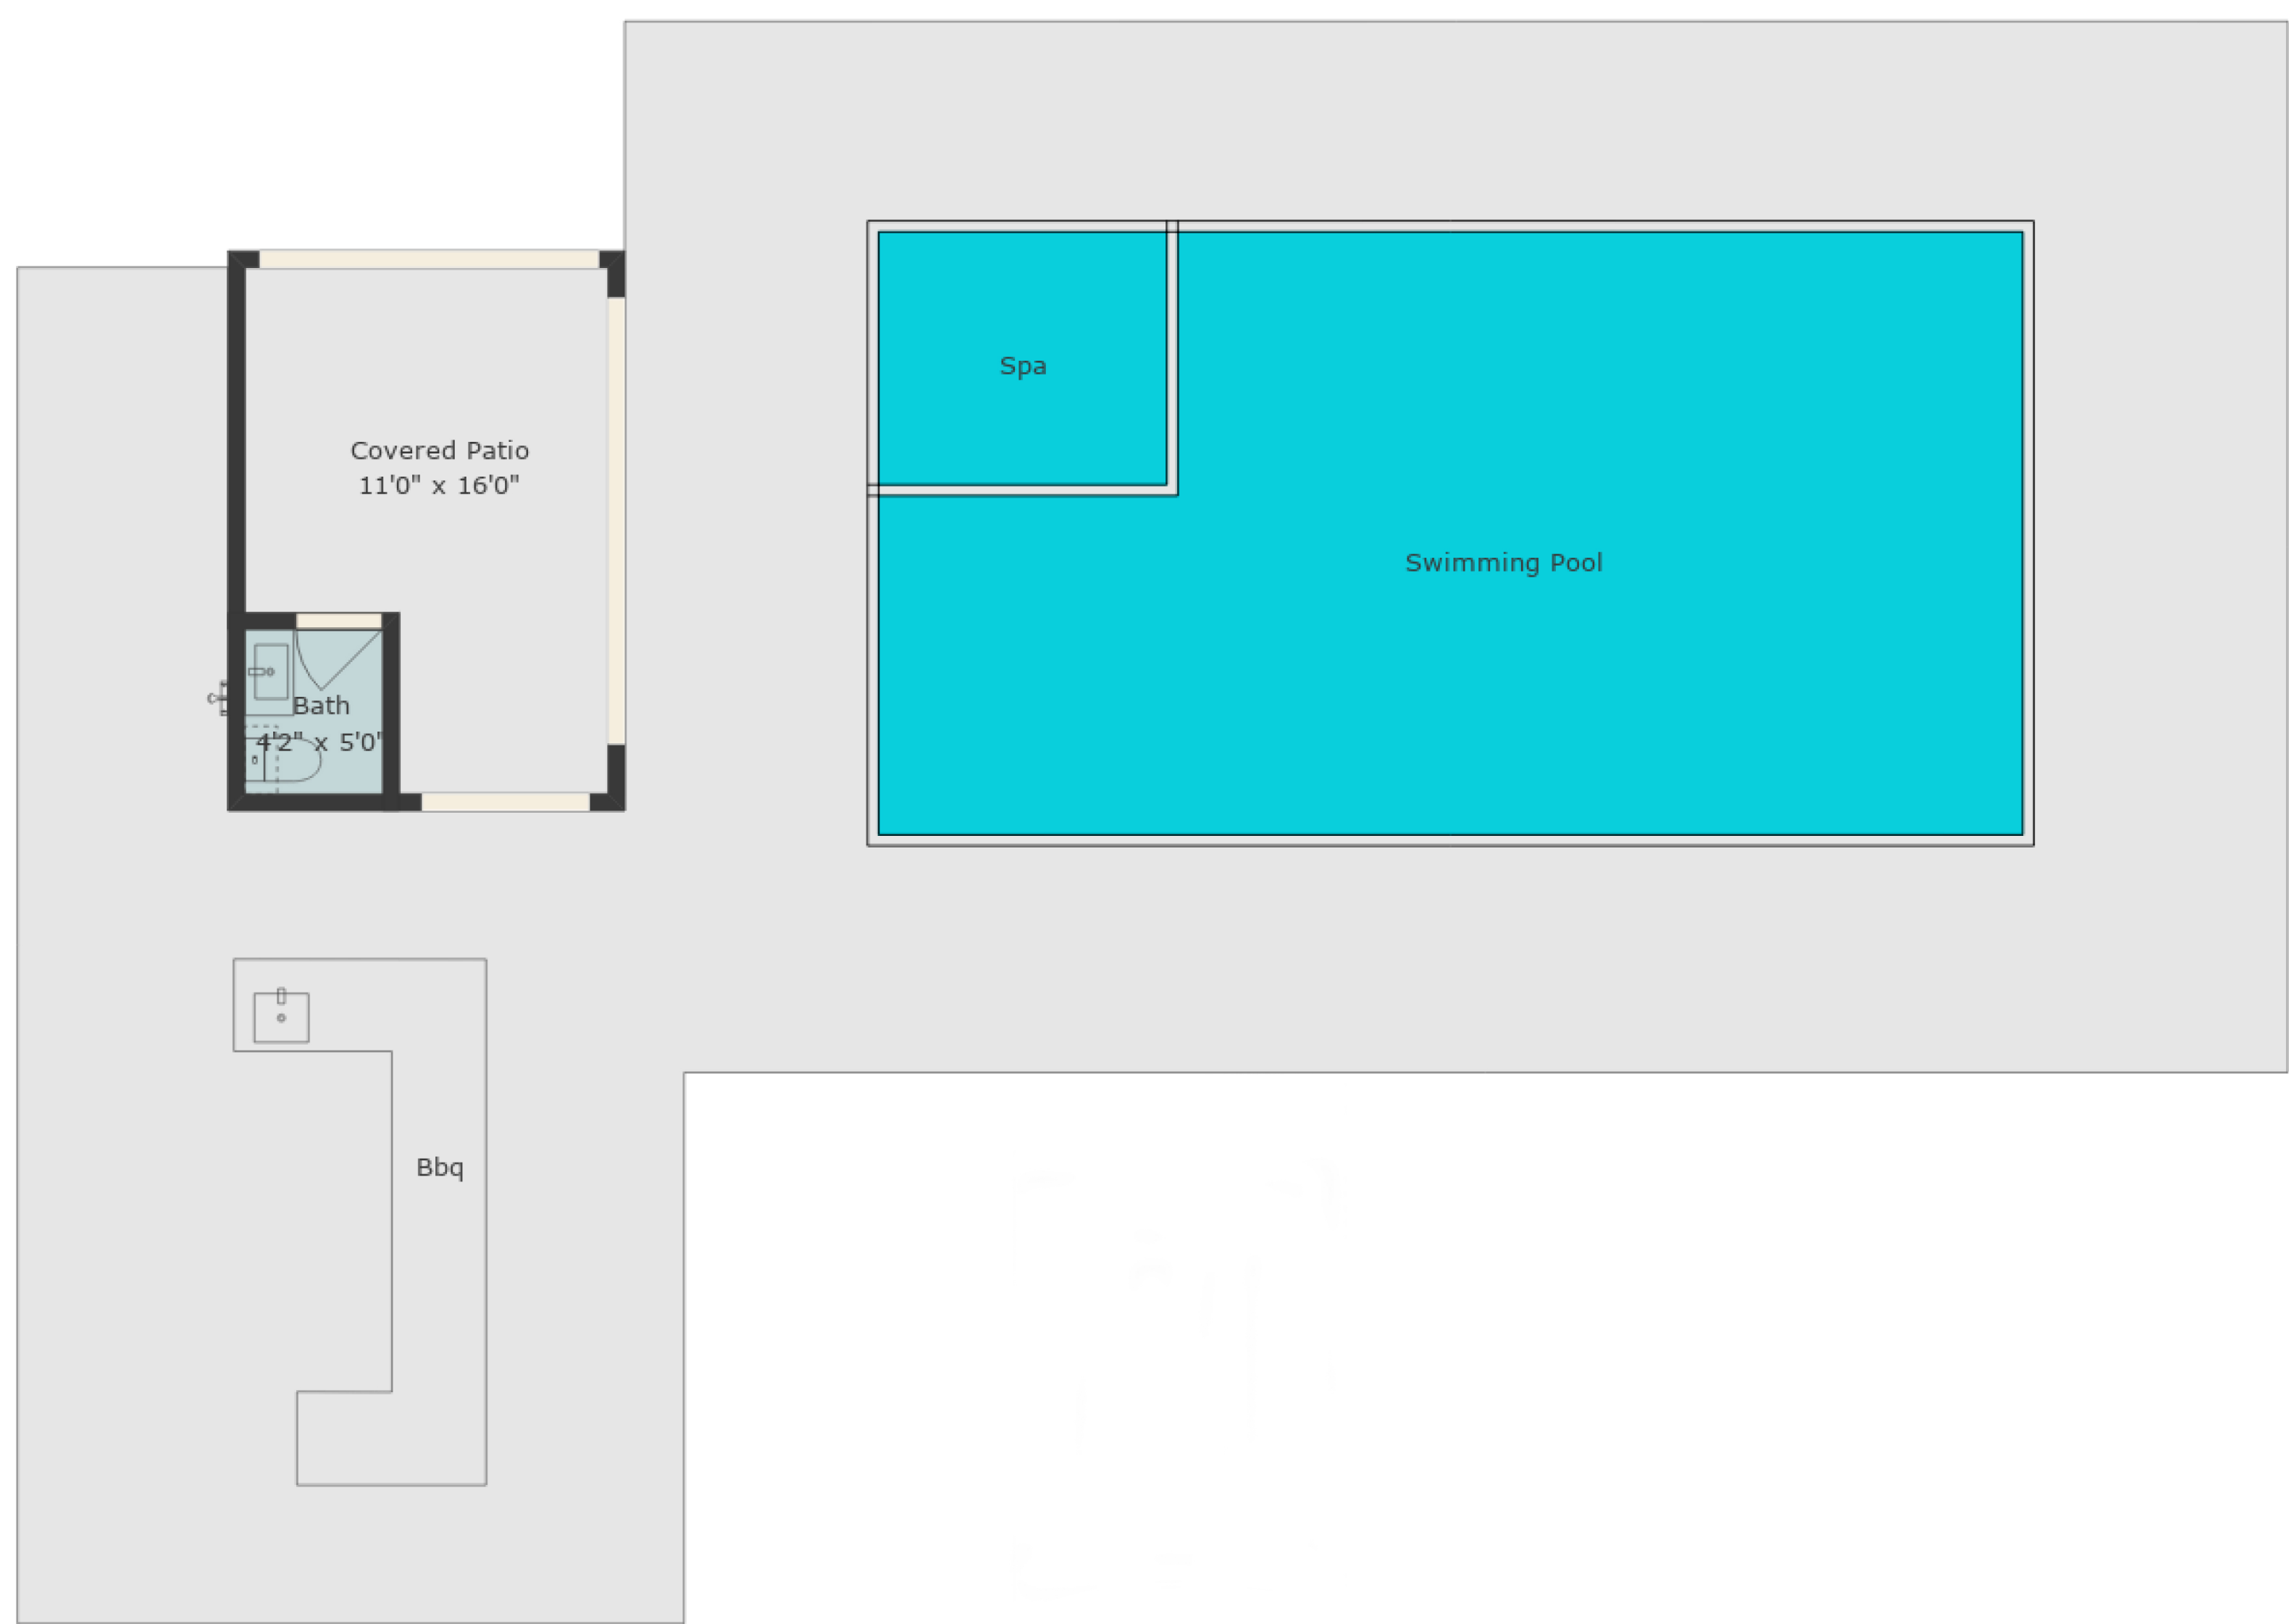 Spa
Covered Patio
11'0" x 16'0"
Swimming Pool
Bath
4'2" x 5'0"
Bbq